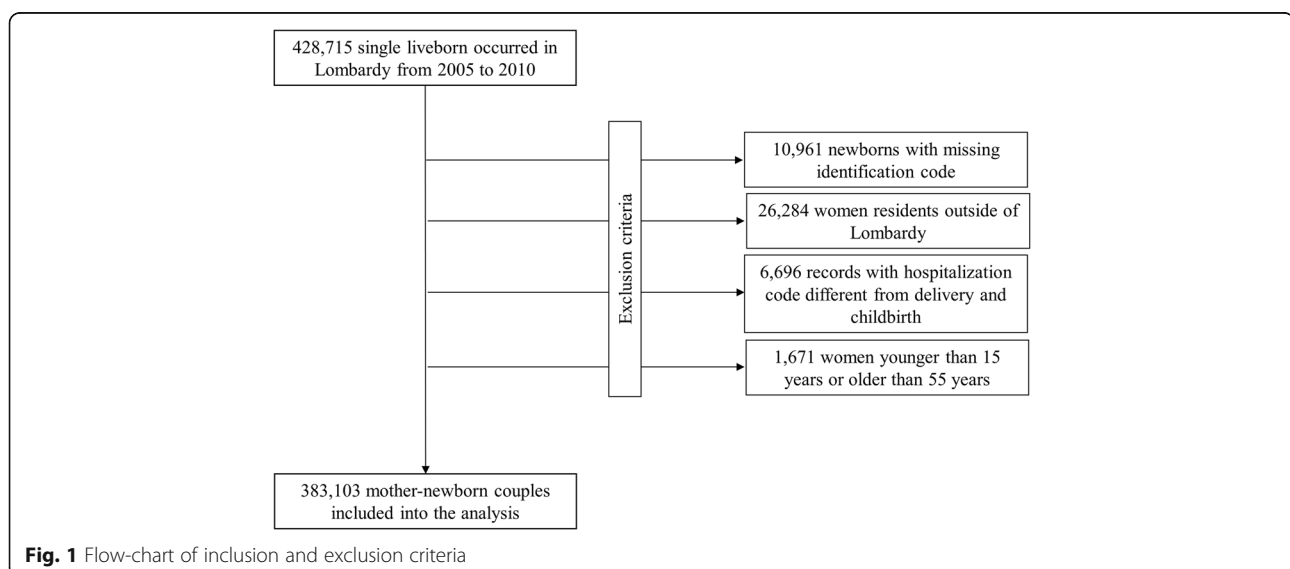 428,715 single liveborn occurred in
Lombardy from 2005 to 2010
Exclusion criteria
10,961 newborns with missing
identification code
26,284 women residents outside of
Lombardy
6,696 records with hospitalization
code different from delivery and
childbirth
1,671 women younger than 15
years or older than 55 years
383,103 mother-newborn couples
included into the analysis
Fig. 1 Flow-chart of inclusion and exclusion criteria